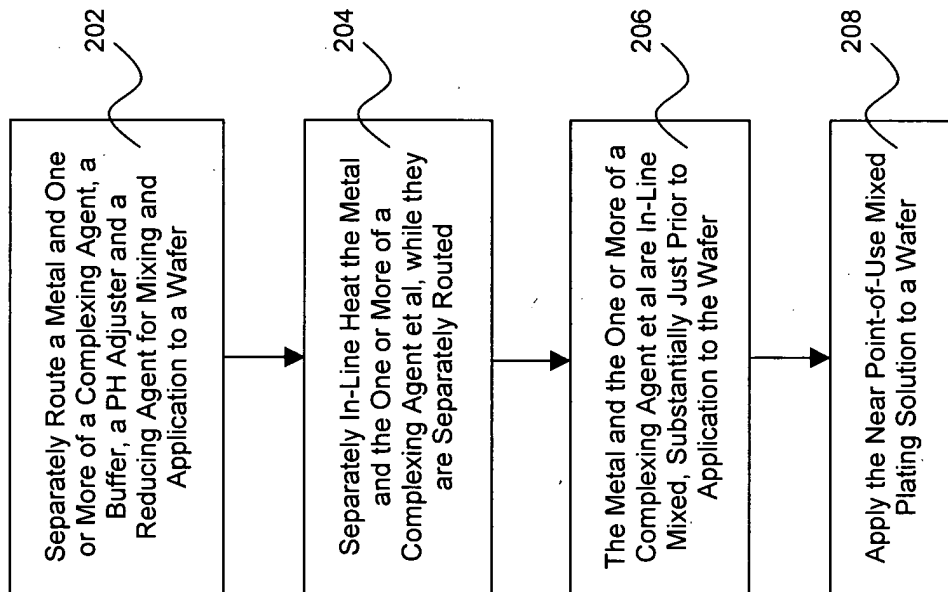 202
Separately Route a Metal and One
or More of a Complexing Agent, a
Buffer, a PH Adjuster and a
Reducing Agent for Mixing and
Application to a Wafer
204
Separately In-Line Heat the Metal
and the One or More of a
Complexing Agent et al, while they
are Separately Routed
206
The Metal and the One or More of a
Complexing Agent et al are In-Line
Mixed, Substantially Just Prior to
Application to the Wafer
208
Apply the Near Point-of-Use Mixed
Plating Solution to a Wafer